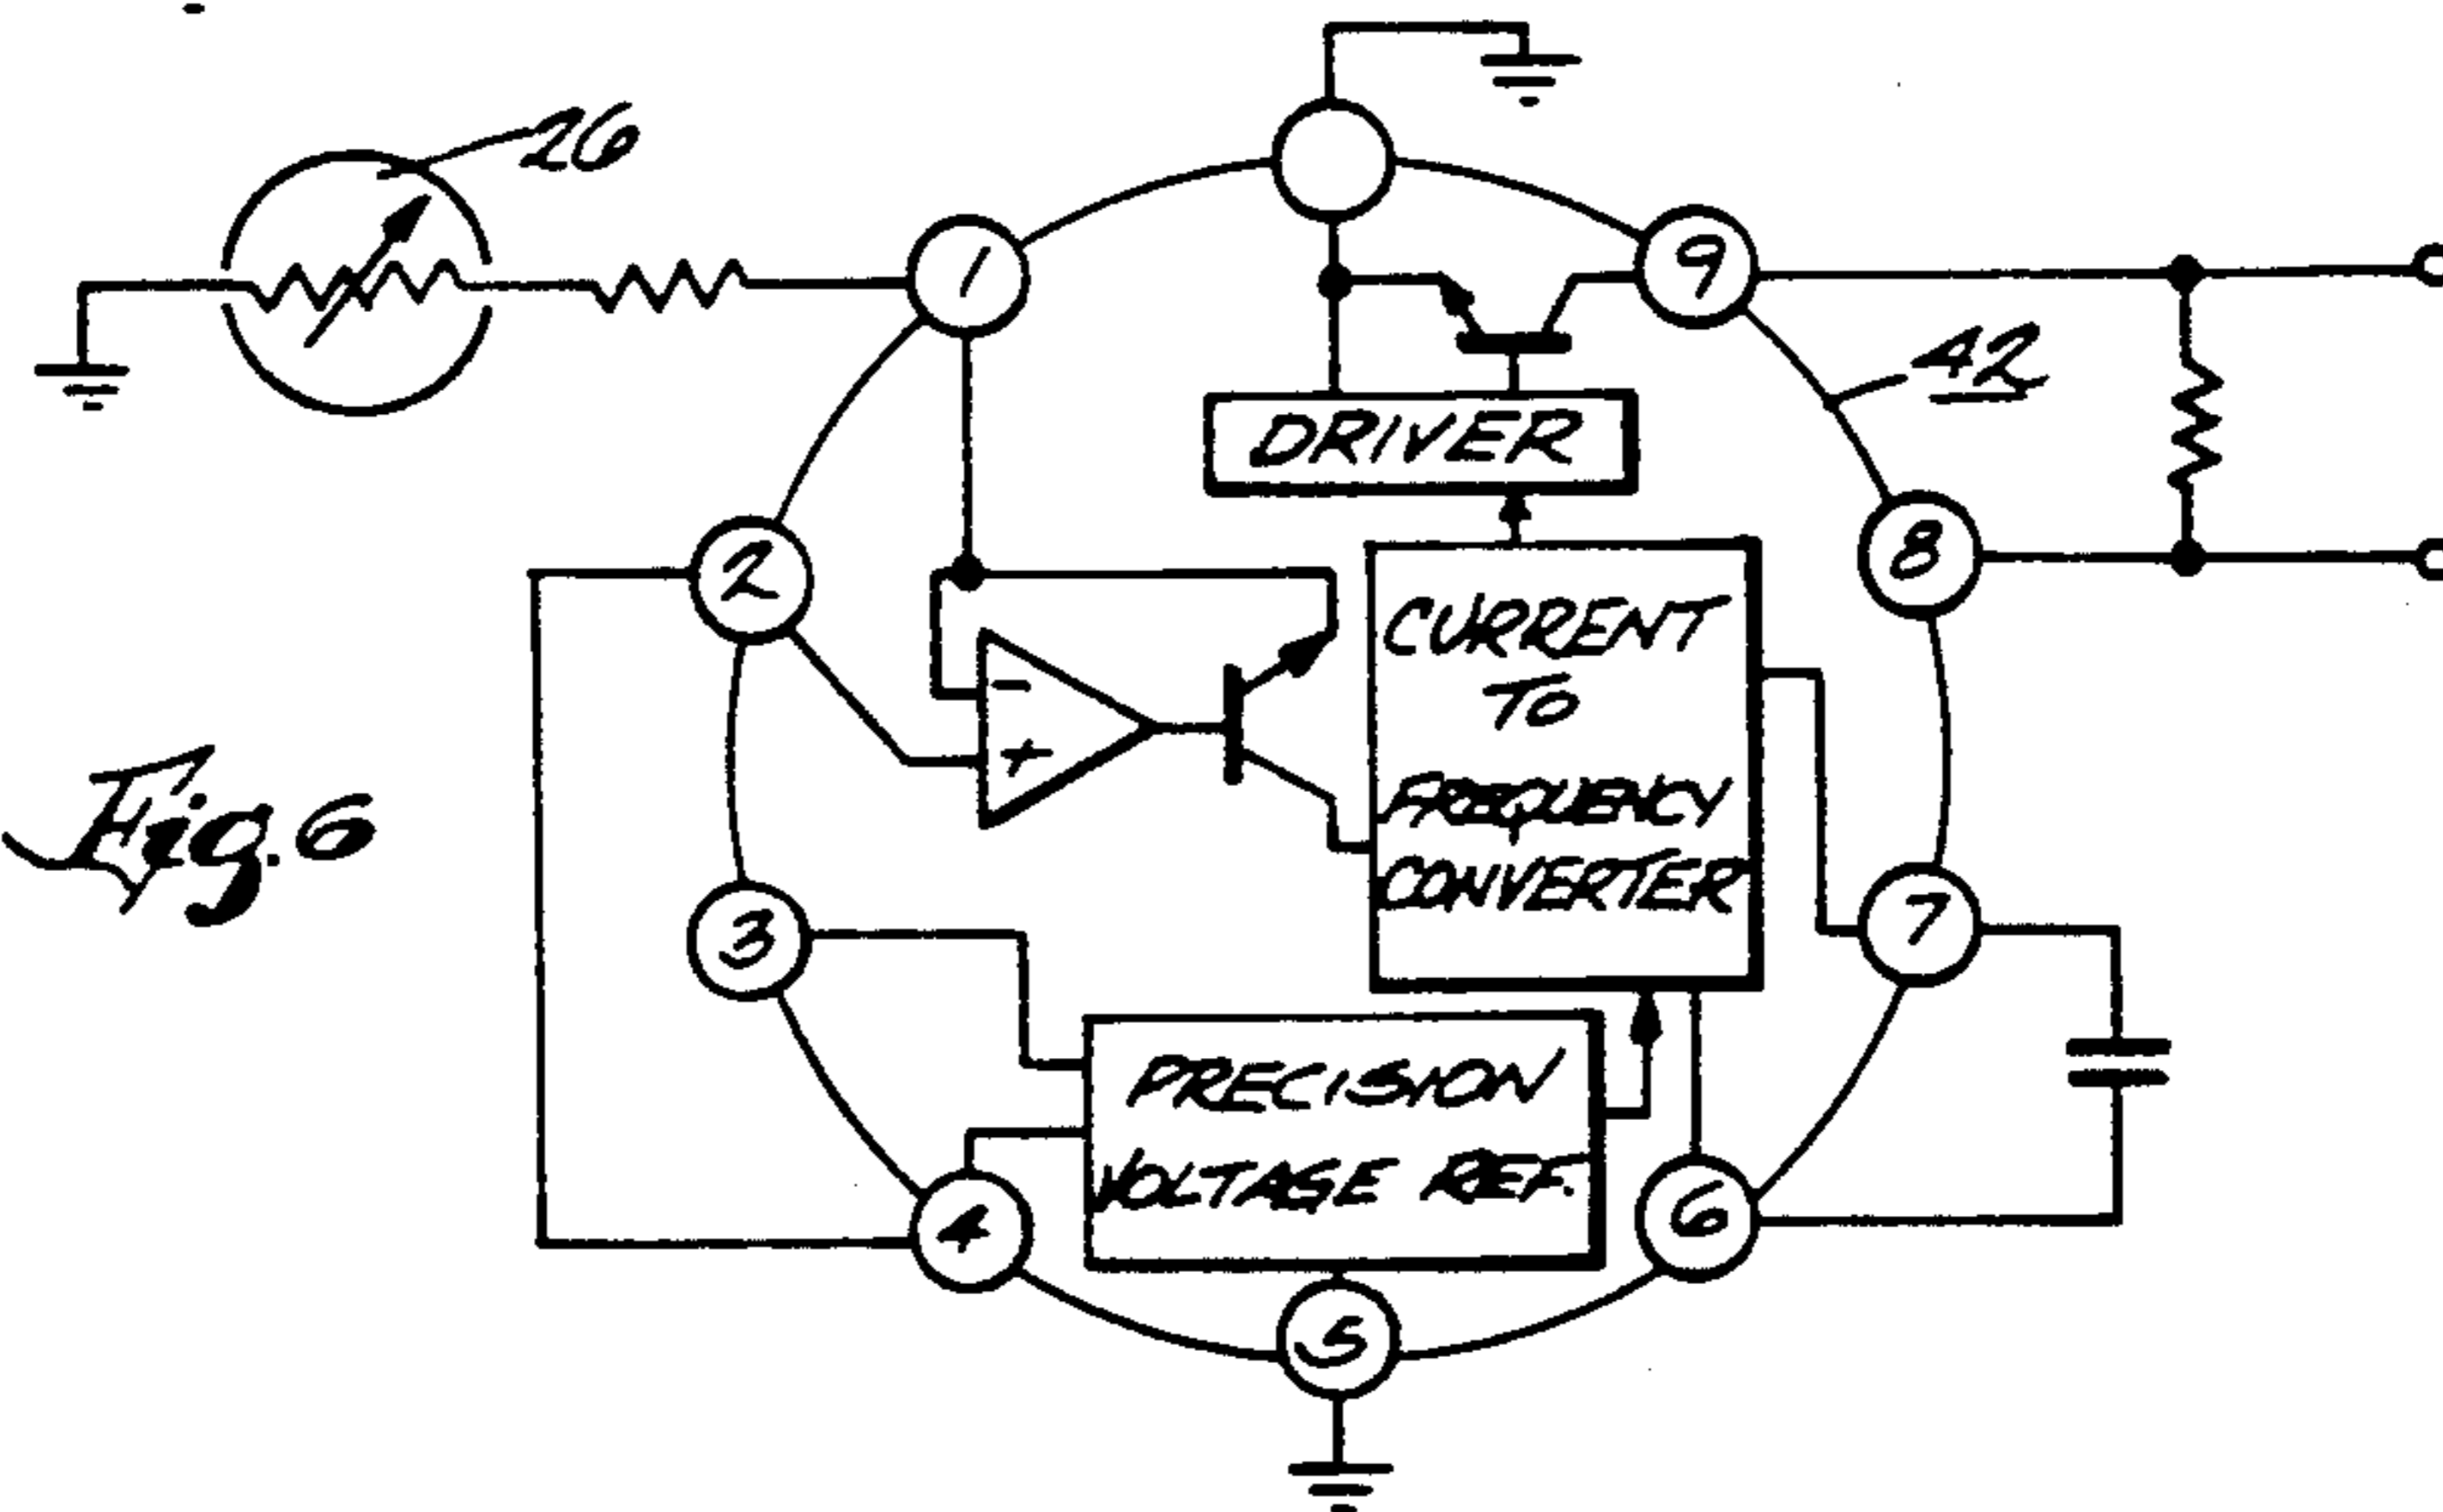 26
1
9
42
DRIVER
2
8
CURRENT
TO
FREQUENCY
CONVERTER
-
+
Fig. 6
3
7
PRECISION
VOLTAGE REF.
4
6
5